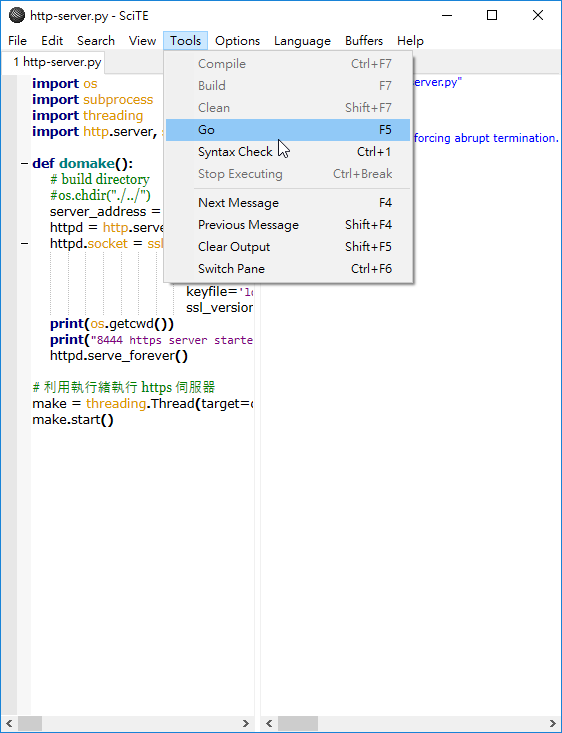 http-server.py - SciTE
File Edit Search View Tools Options Language Buffers Help
1 http-server.py
Compile Ctrl+F7
Build F7
Clean Shift+F7
Go F5
Syntax Check Ctrl+1
Stop Executing Ctrl+Break
Next Message F4
Previous Message Shift+F4
Clear Output Shift+F5
Switch Pane Ctrl+F6
import os
import subprocess
import threading
import http.server,
def domake():
# build directory
#os.chdir("./../")
server_address =
httpd = http.serve
httpd.socket = ssl
keyfile='lo
ssl_version
print(os.getcwd())
print("8444 https server starte
httpd.serve_forever()
# 利用執行緒執行 https 伺服器
make = threading.Thread(target=d
make.start()
erver.py"
forcing abrupt termination.